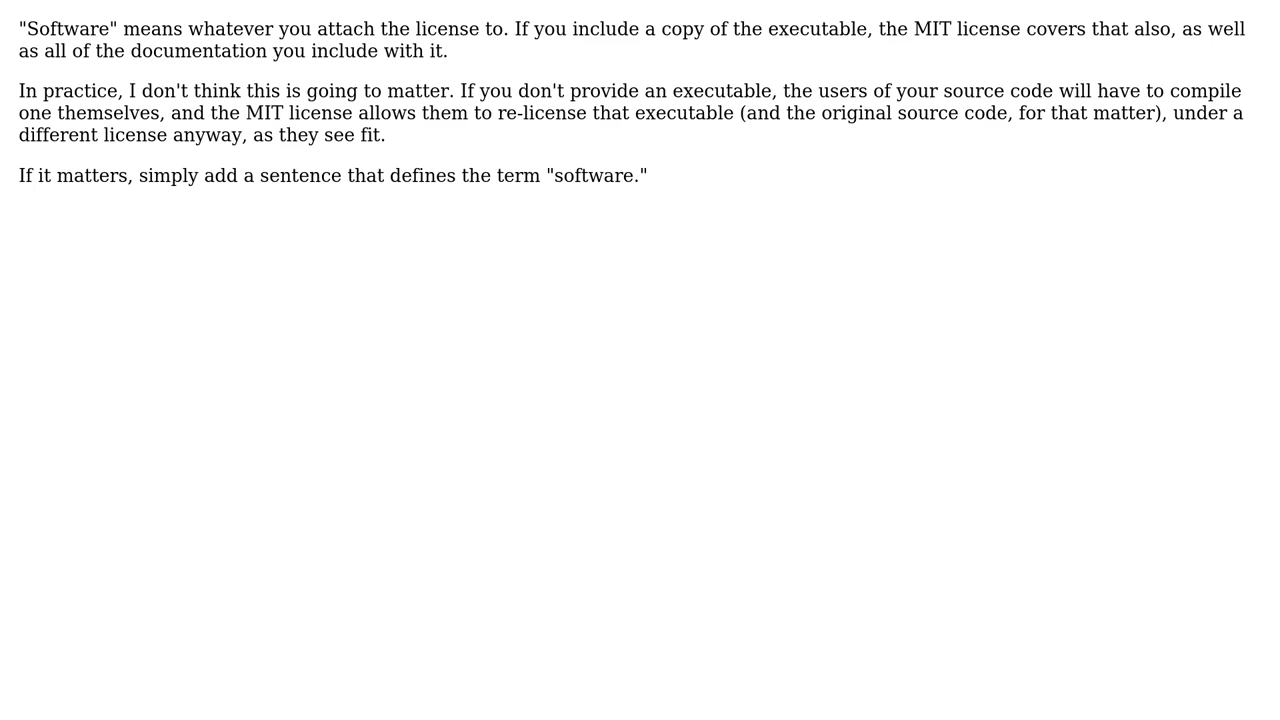 "Software" means whatever you attach the license to. If you include a copy of the executable, the MIT license covers that also, as well
as all of the documentation you include with it.
In practice, I don't think this is going to matter. If you don't provide an executable, the users of your source code will have to compile
one themselves, and the MIT license allows them to re-license that executable (and the original source code, for that matter), under a
different license anyway, as they see fit.
If it matters, simply add a sentence that defines the term "software."